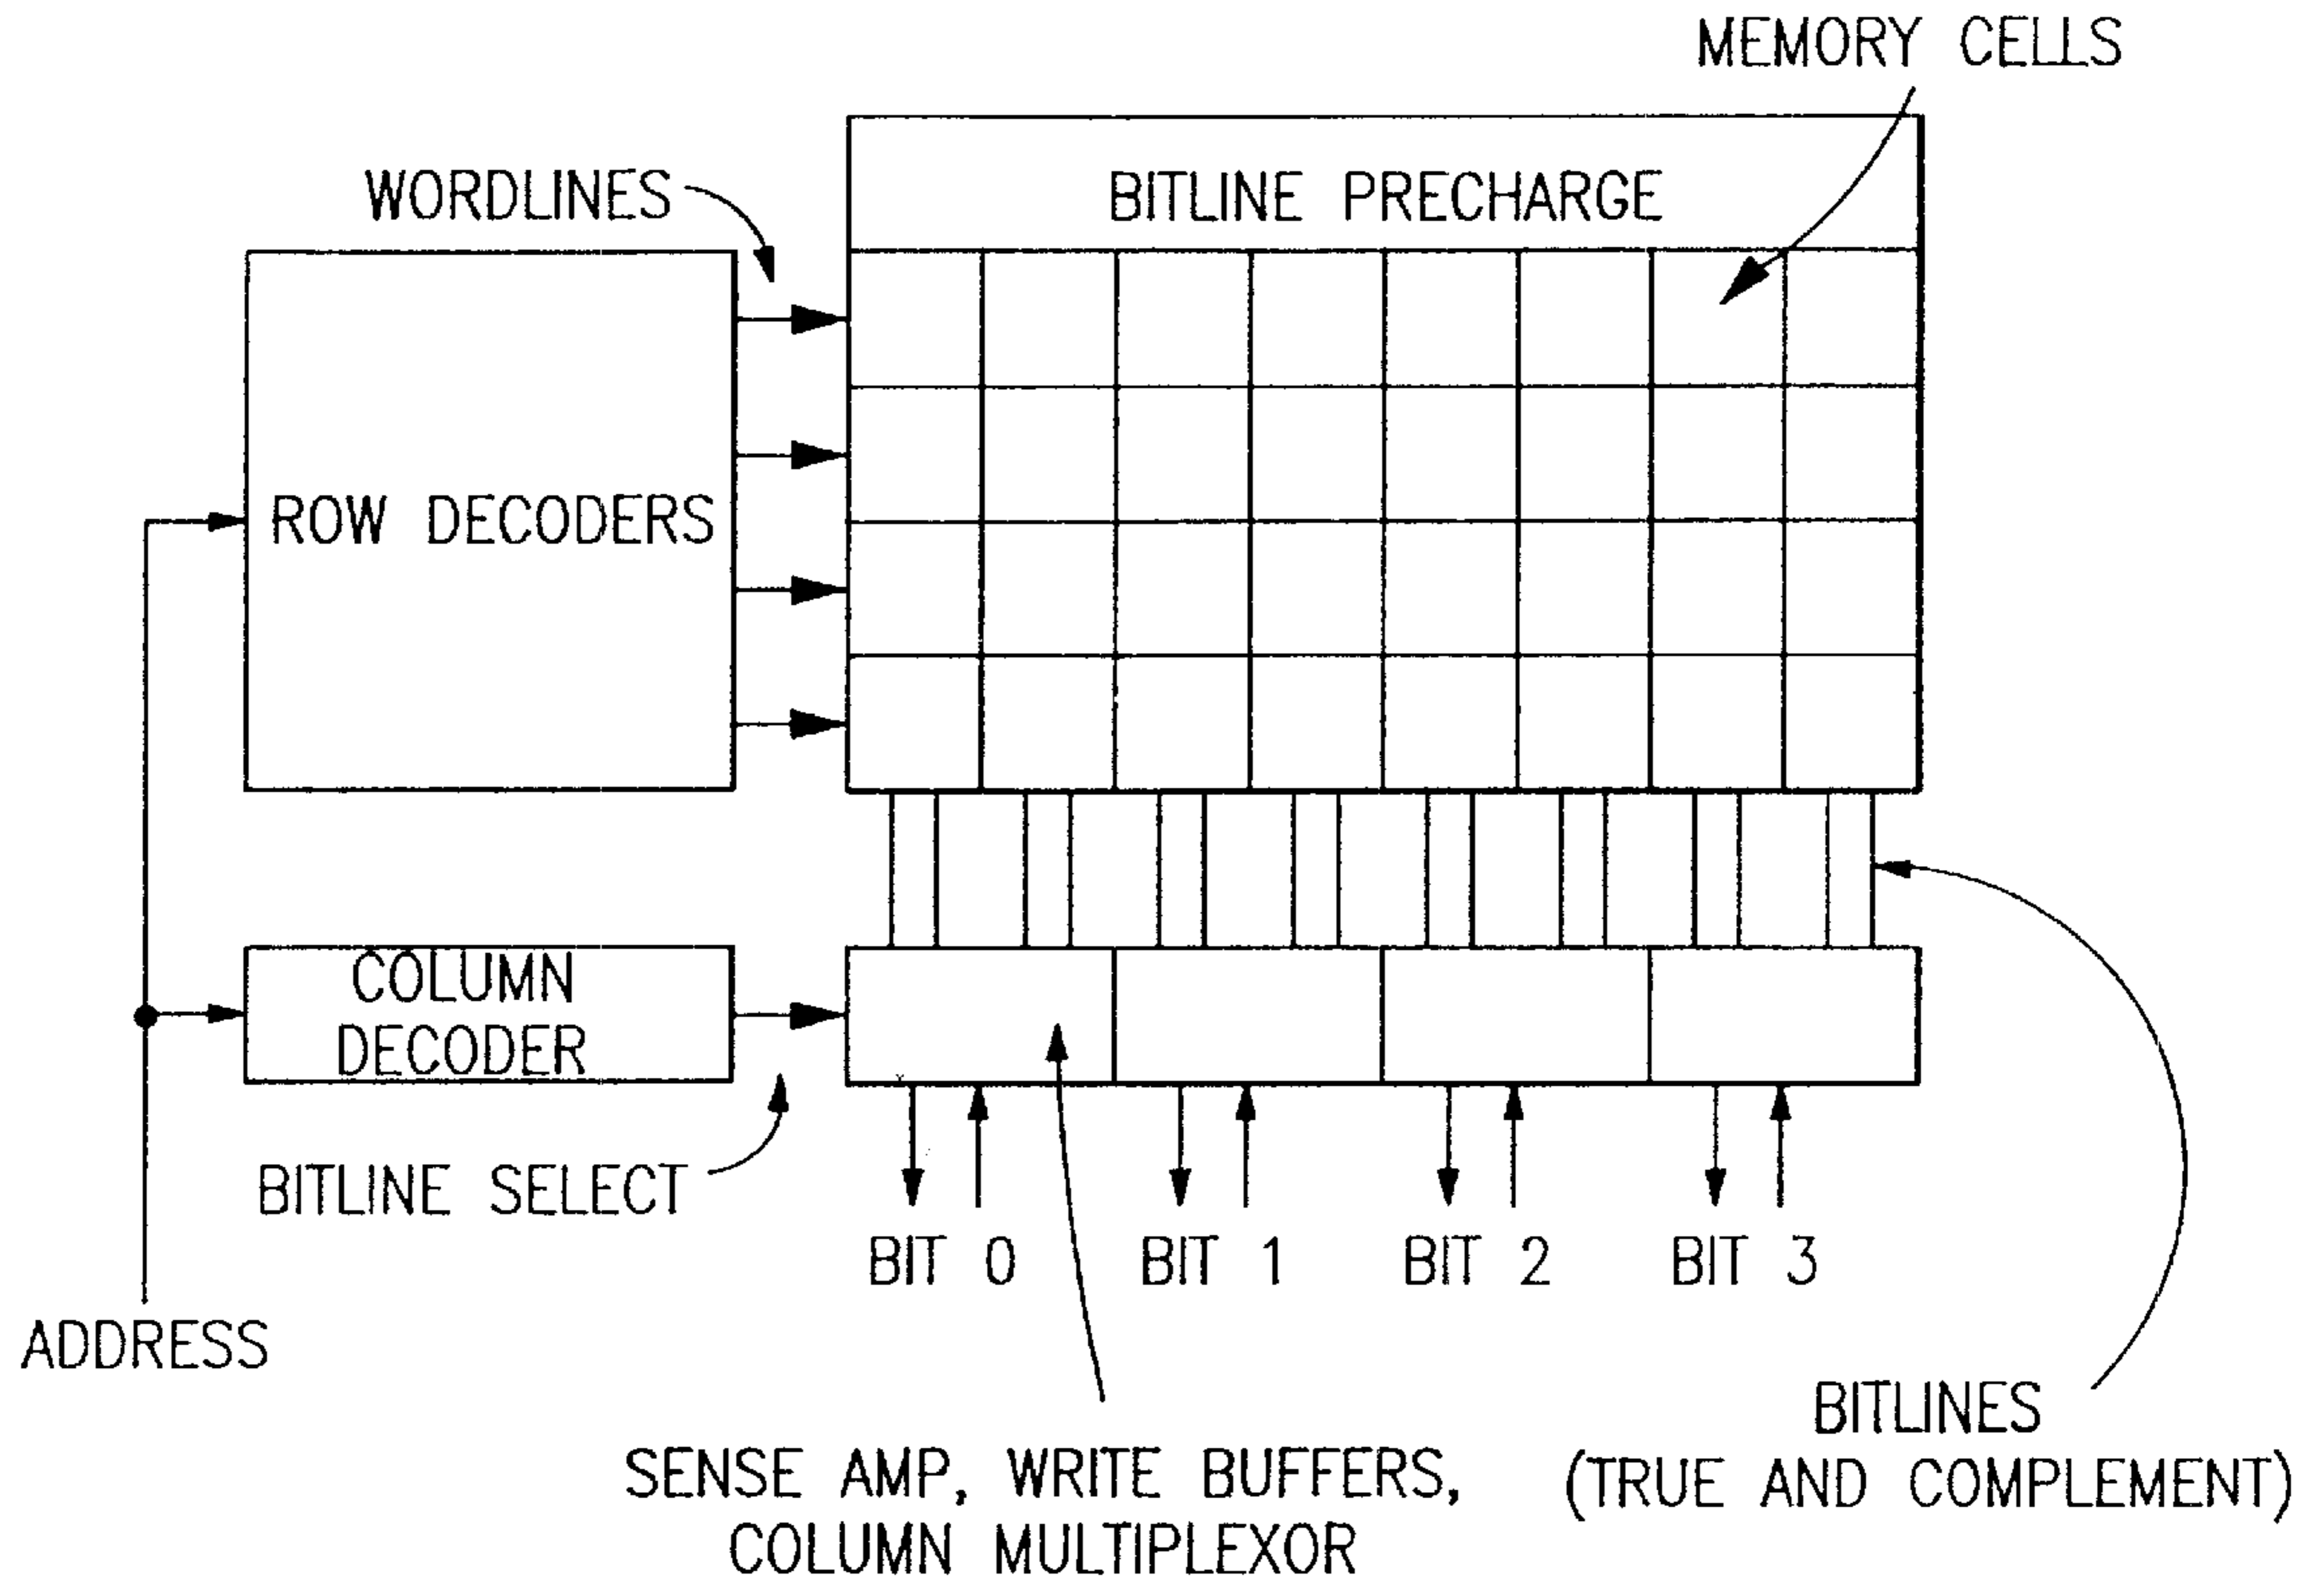 MEMORY CELLS
WORDLINES
BITLINE PRECHARGE
ROW DECODERS
COLUMN
DECODER
BITLINE SELECT
BIT 0
BIT 1
BIT 2
BIT 3
ADDRESS
BITLINES
(TRUE AND COMPLEMENT)
SENSE AMP, WRITE BUFFERS,
COLUMN MULTIPLEXOR